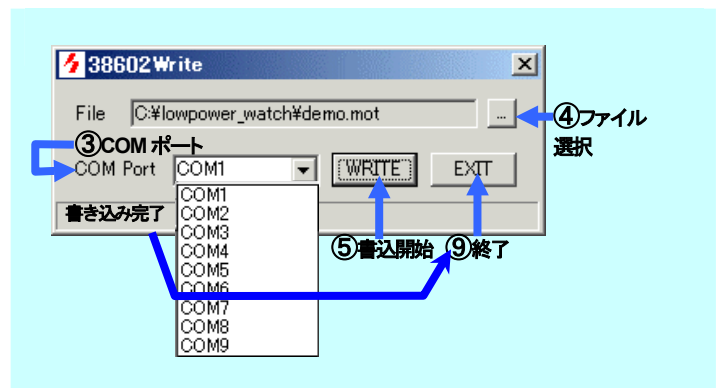 38602Write
File C:¥lowpower_watch¥demo.mot ...
④ファイル
選択
③COM ポート
COM Port COM1 WRITE EXIT
COM1
COM2
COM3
COM4
COM5
COM6
COM7
COM8
COM9
書き込み完了
⑤書込開始 ⑨終了